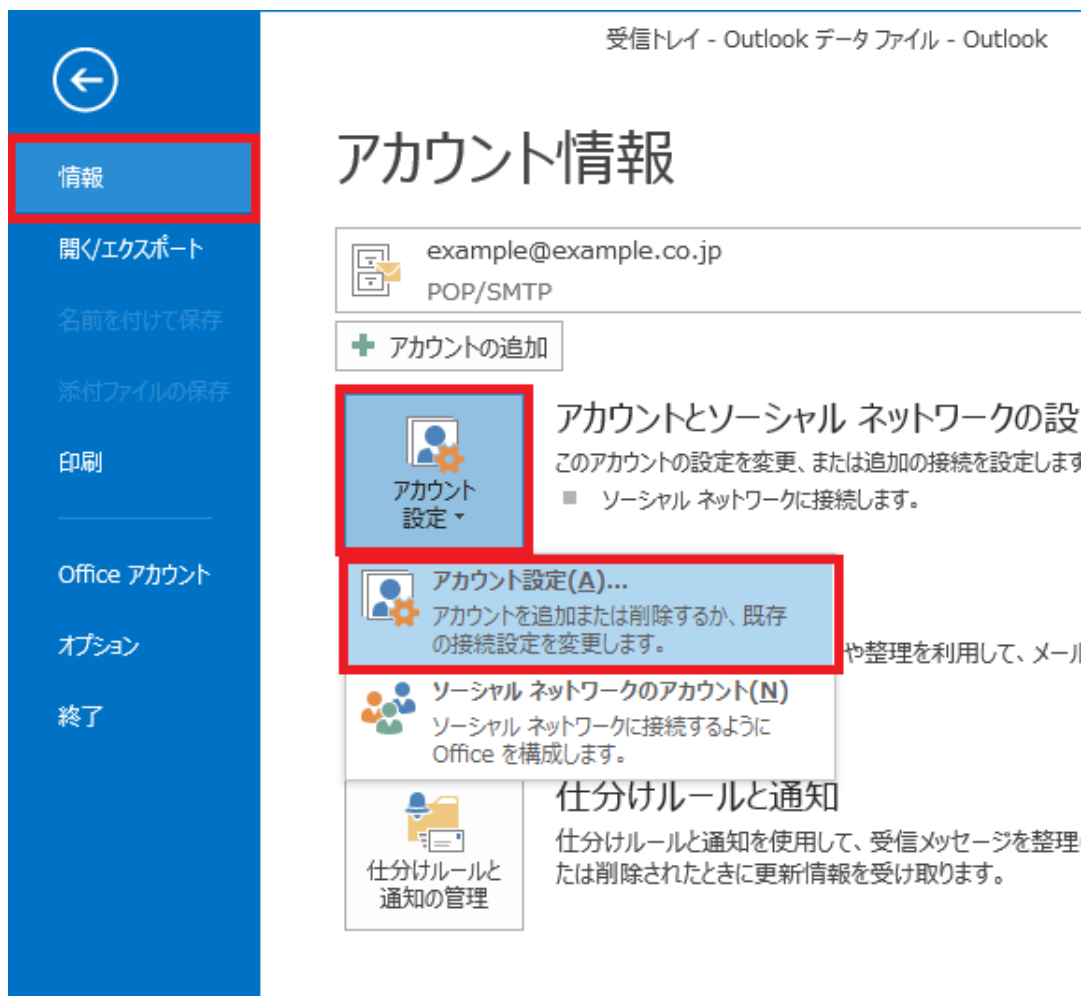 受信トレイ - Outlook データ ファイル - Outlook
情報
開く/エクスポート
名前を付けて保存
添付ファイルの保存
印刷
Office アカウント
オプション
終了
アカウント情報
example@example.co.jp
POP/SMTP
アカウントの追加
アカウント
設定
アカウントとソーシャル ネットワークの設
このアカウントの設定を変更、または追加の接続を設定します
ソーシャル ネットワークに接続します。
アカウント設定(A)...
アカウントを追加または削除するか、既存
の接続設定を変更します。
や整理を利用して、メール
ソーシャル ネットワークのアカウント(N)
ソーシャル ネットワークに接続するように
Office を構成します。
仕分けルールと
通知の管理
仕分けルールと通知
仕分けルールと通知を使用して、受信メッセージを整理
たは削除されたときに更新情報を受け取ります。